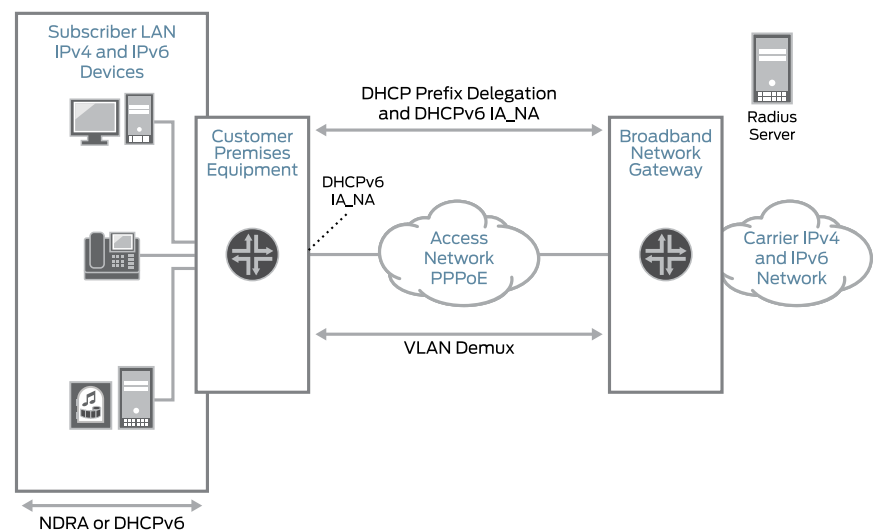 Subscriber LAN
IPv4 and IPv6
Devices
DHCP Prefix Delegation
and DHCPv6 IA_NA
Radius
Server
Customer
Premises
Equipment
Broadband
Network
Gateway
DHCPv6
IA_NA
Access
Network
PPPoE
Carrier IPv4
and IPv6
Network
VLAN Demux
NDRA or DHCPv6